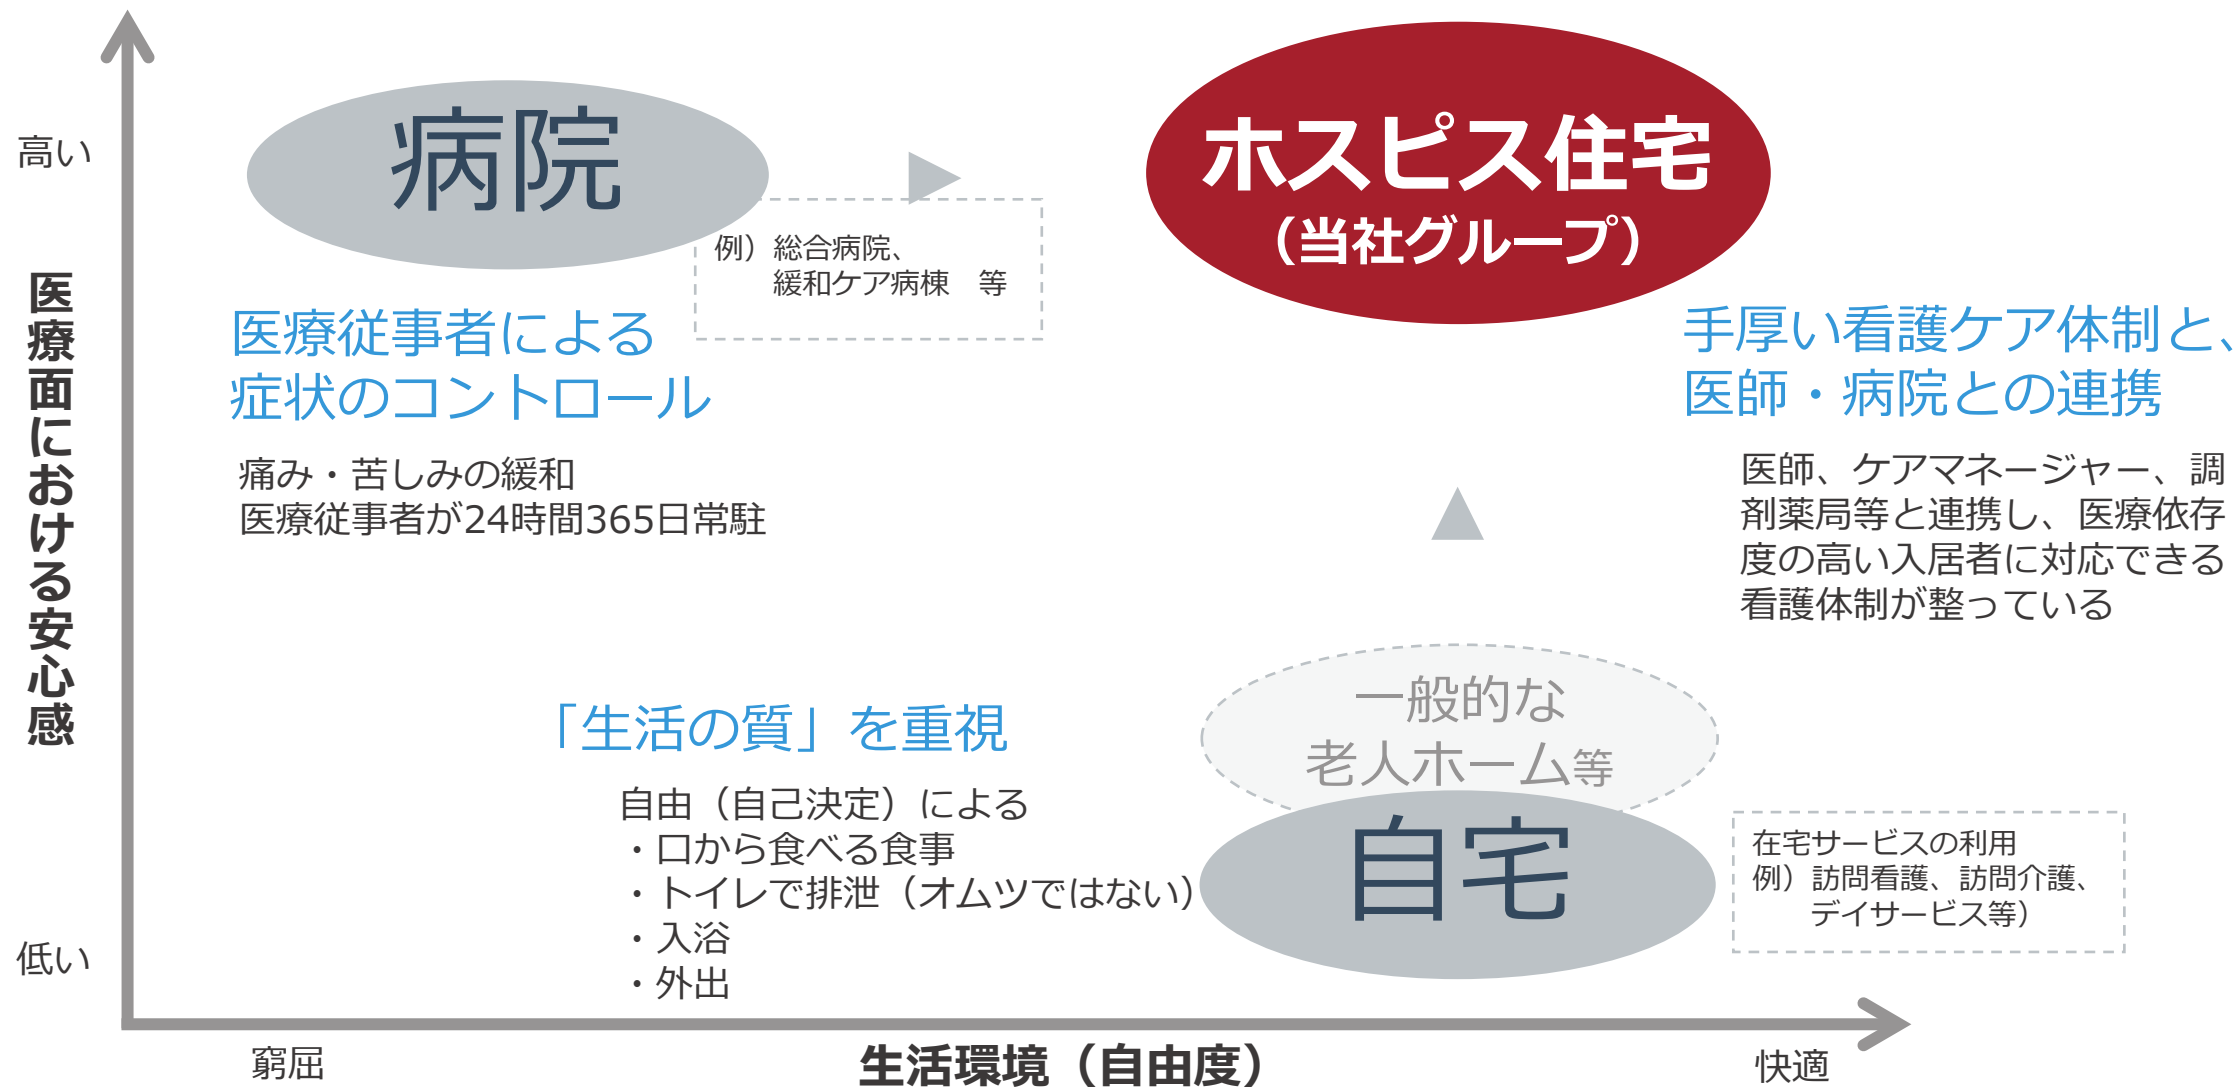 高い
医療面における安心感
低い
病院
例）総合病院、
緩和ケア病棟　等
医療従事者による
症状のコントロール
痛み・苦しみの緩和
医療従事者が24時間365日常駐
ホスピス住宅
（当社グループ）
手厚い看護ケア体制と、
医師・病院との連携
医師、ケアマネージャー、調
剤薬局等と連携し、医療依存
度の高い入居者に対応できる
看護体制が整っている
「生活の質」を重視
自由（自己決定）による
・口から食べる食事
・トイレで排泄（オムツではない）
・入浴
・外出
一般的な
老人ホーム等
自宅
在宅サービスの利用
例）訪問看護、訪問介護、
デイサービス等）
窮屈
生活環境（自由度）
快適